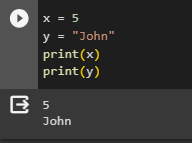 x = 5
y = "John"
print(x)
print(y)
5
John